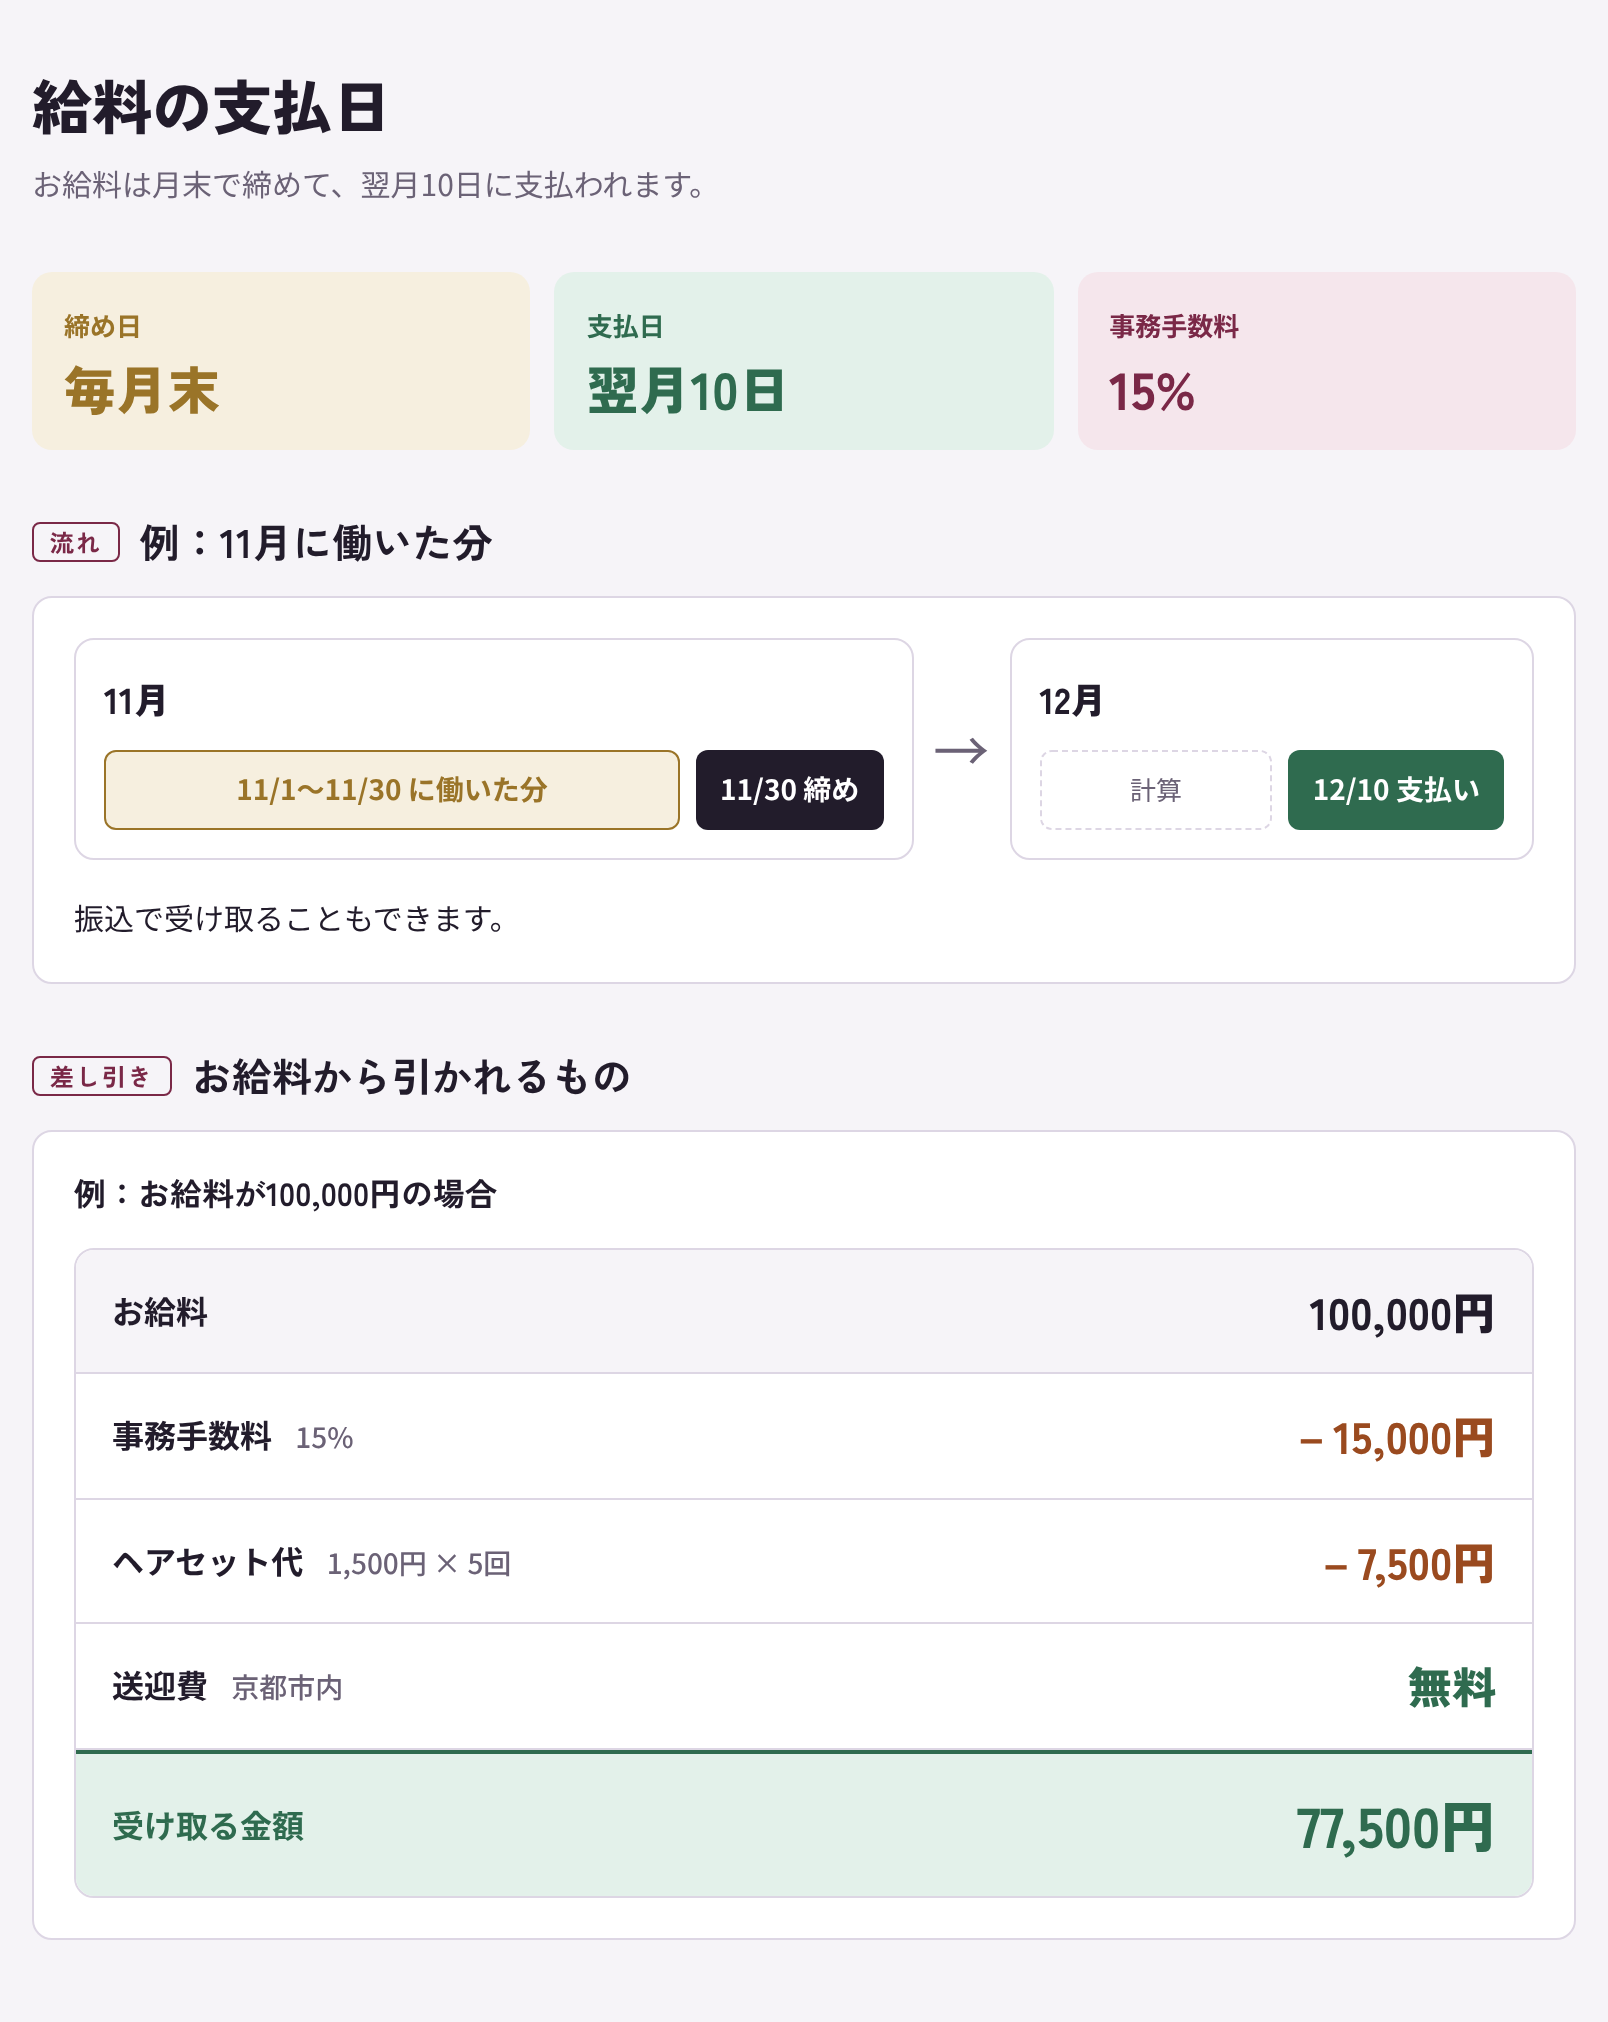 給料の支払日
お給料は月末で締めて、翌月10日に支払われます。
締め日
毎月末
支払日
翌月10日
事務手数料
15%
流れ 例：11月に働いた分
11月
11/1〜11/30 に働いた分
11/30 締め
→
12月
計算
12/10 支払い
振込で受け取ることもできます。
差し引き お給料から引かれるもの
例：お給料が100,000円の場合
お給料 100,000円
事務手数料 15% − 15,000円
ヘアセット代 1,500円 × 5回 − 7,500円
送迎費 京都市内 無料
受け取る金額 77,500円